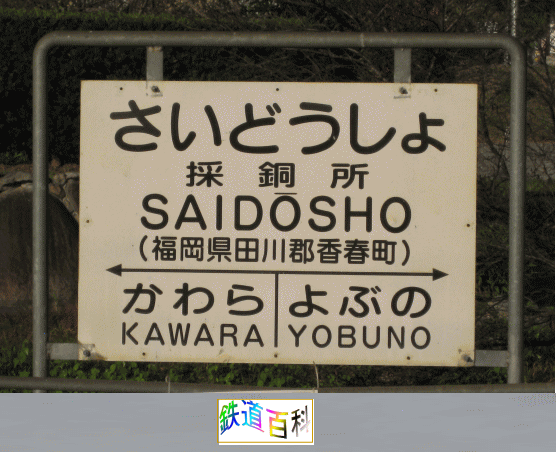 さいどうしょ
採銅所
SAIDŌSHO
(福岡県田川郡香春町)
かわら よぶの
KAWARA YOBUNO
鉄道百科